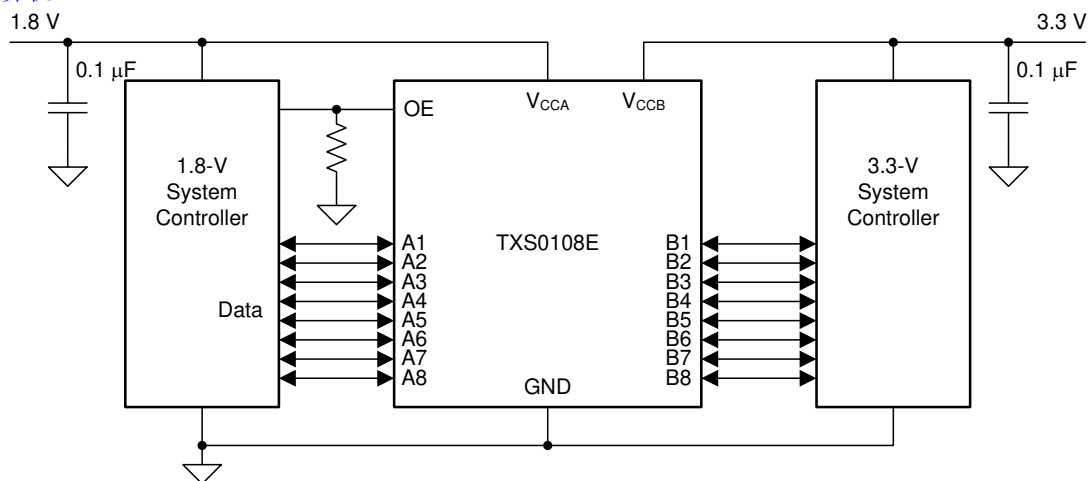 1.8 V
3.3 V
0.1 μF
0.1 μF
OE
VCCA
VCCB
1.8-V
System
Controller
3.3-V
System
Controller
TXS0108E
Data
A1
A2
A3
A4
A5
A6
A7
A8
B1
B2
B3
B4
B5
B6
B7
B8
GND